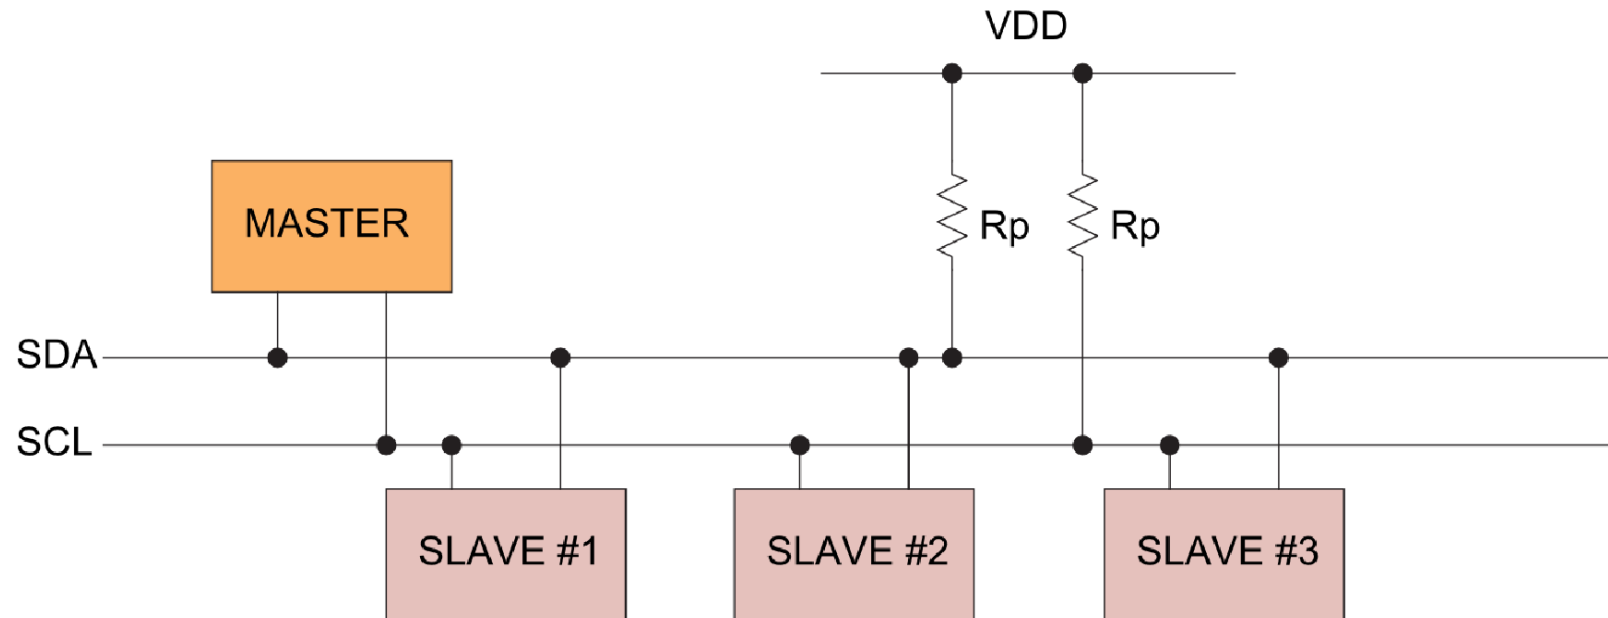 VDD
MASTER
Rp
Rp
SDA
SCL
SLAVE #1
SLAVE #2
SLAVE #3